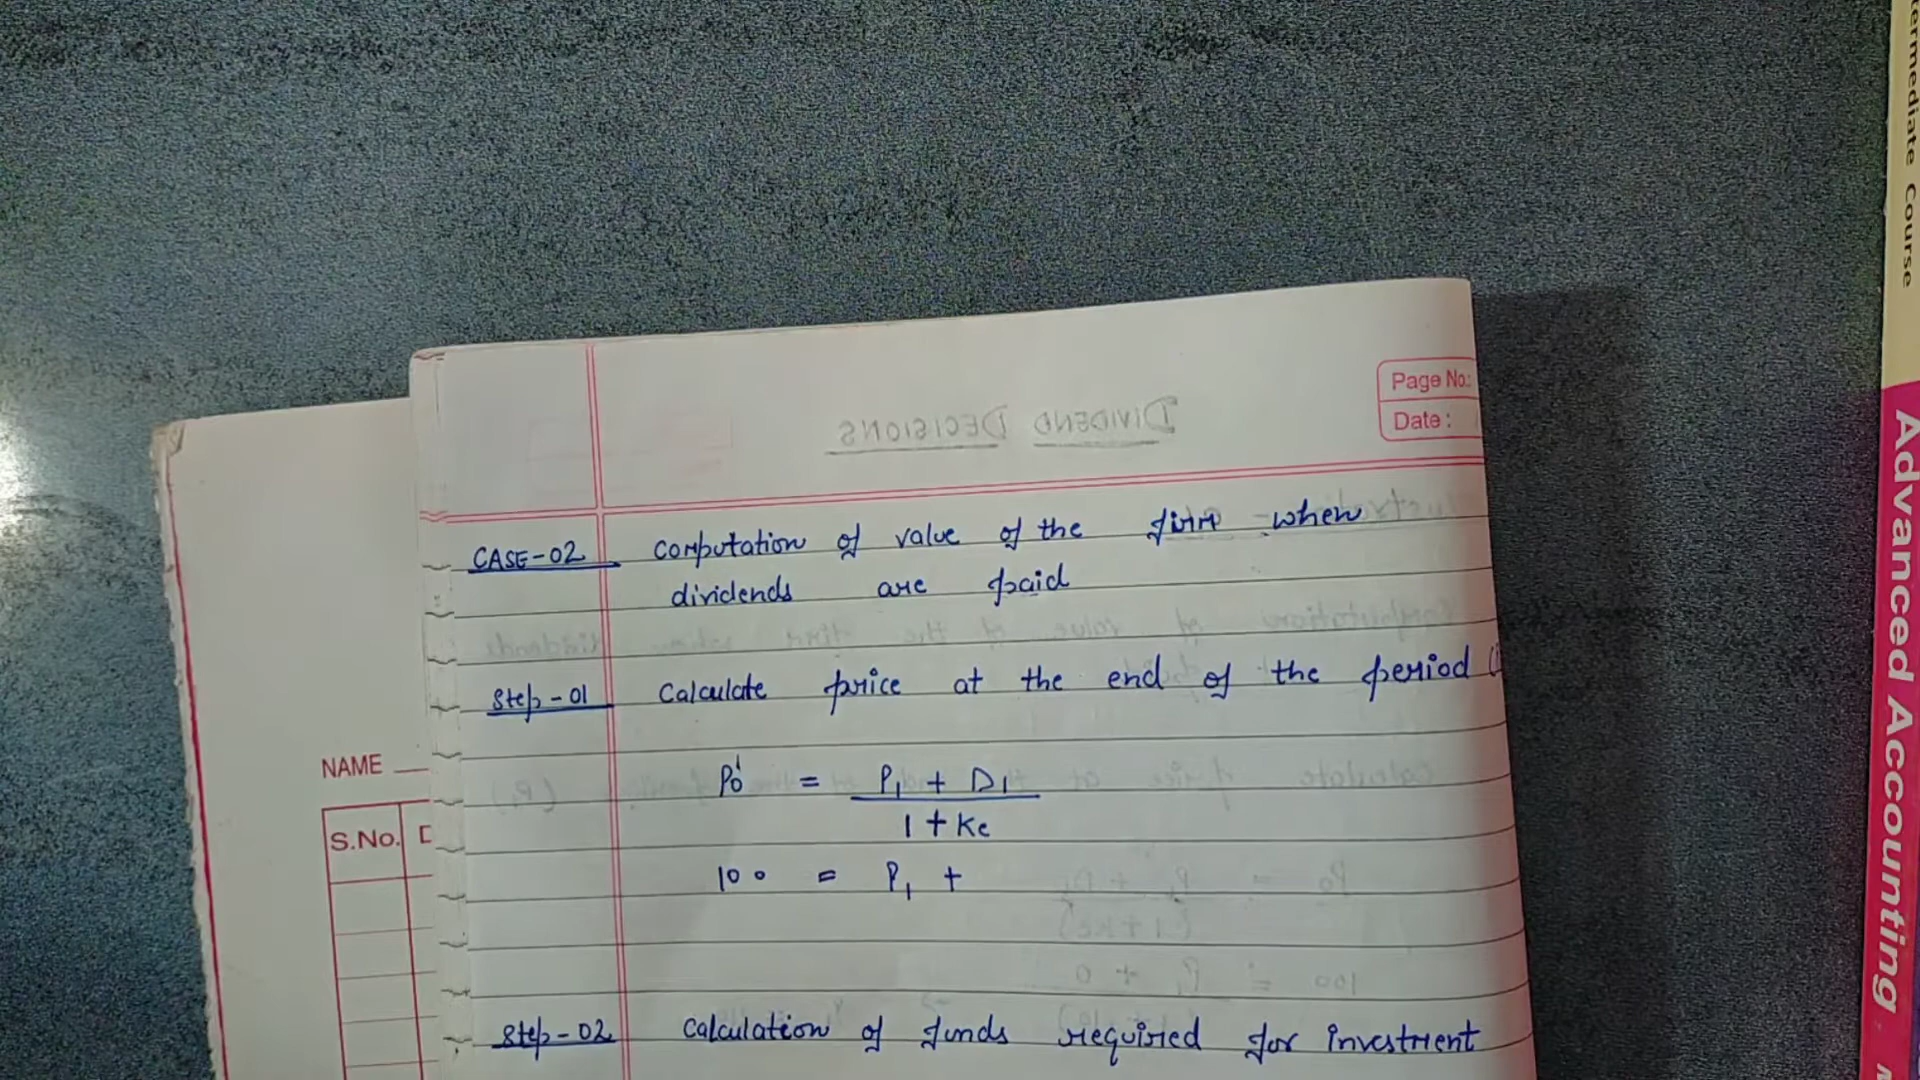 termediate Course
Advanced Accounting
Page No.:
Date :
DIVIDEND DECISIONS
CASE-02 Computation of value of the firm when
dividends are paid
Step-01 Calculate price at the end of the period
P₀' = P₁ + D₁
1 + Ke
100 = P₁ +
Step-02 Calculation of funds required for investment
NAME
S.No. D